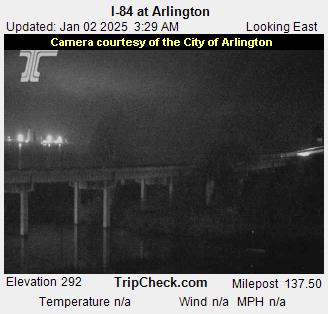 I-84 at Arlington
Updated: Jan 02 2025 3:29 AM Looking East
Camera courtesy of the City of Arlington
Elevation 292 TripCheck.com Milepost 137.50
Temperature n/a Wind n/a MPH n/a